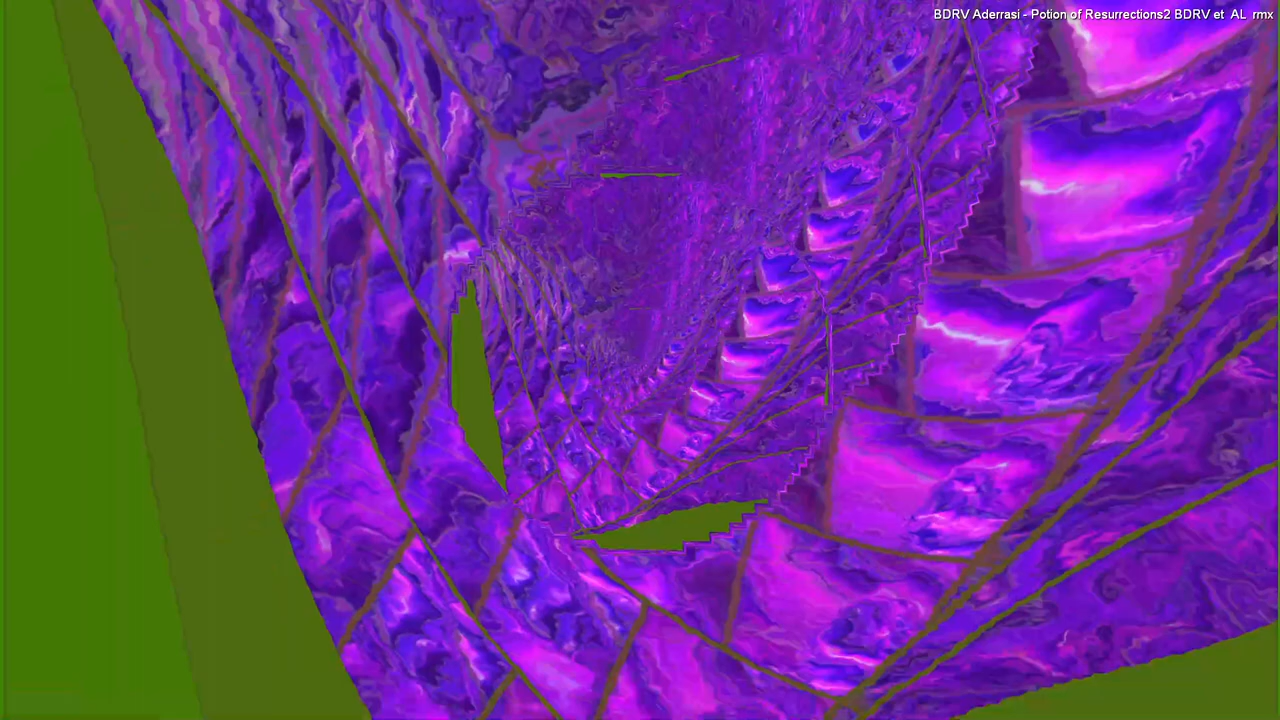 BDRV Aderrasi - Potion of Resurrections2 BDRV et  AL  rmx